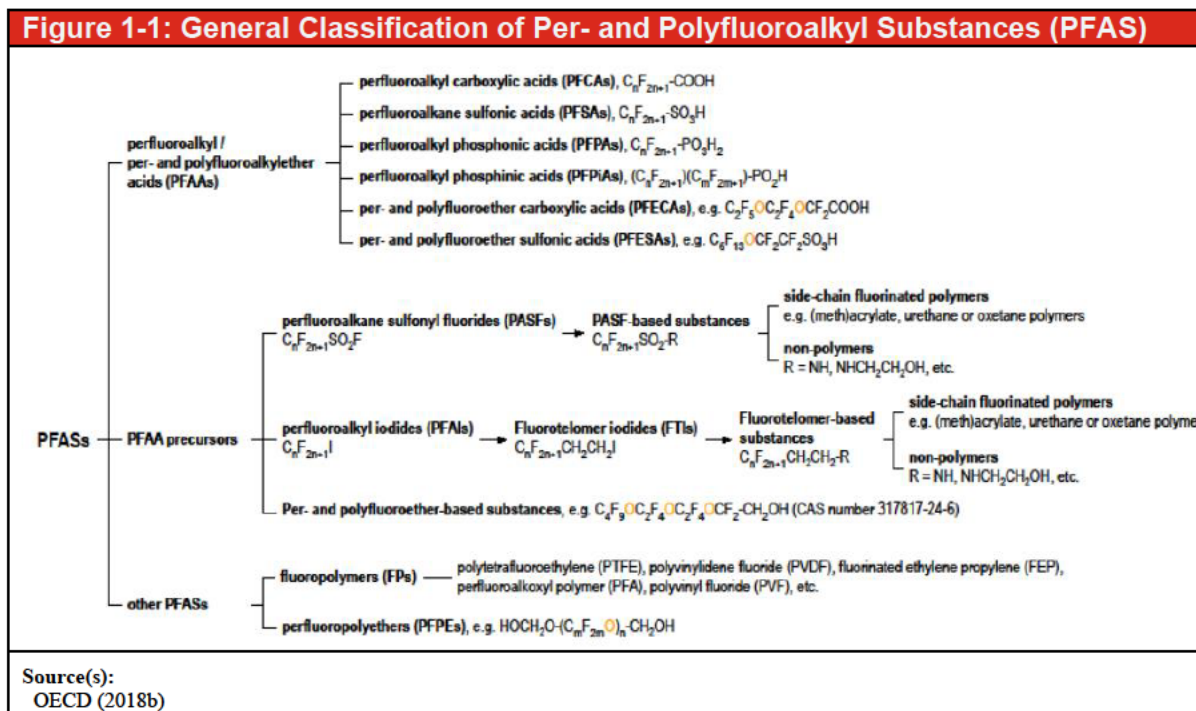 Figure 1-1: General Classification of Per- and Polyfluoroalkyl Substances (PFAS)
perfluoroalkyl carboxylic acids (PFCAs), CₙF₂ₙ₊₁-COOH
perfluoroalkane sulfonic acids (PFSAs), CₙF₂ₙ₊₁-SO₃H
perfluoroalkyl /
per- and polyfluoroalkylether
acids (PFAAs)
perfluoroalkyl phosphonic acids (PFPAs), CₙF₂ₙ₊₁-PO₃H₂
perfluoroalkyl phosphinic acids (PFPiAs), (CₙF₂ₙ₊₁)(CₘF₂ₘ₊₁)-PO₂H
per- and polyfluoroether carboxylic acids (PFECAs), e.g. C₂F₅OC₂F₄OCF₂COOH
per- and polyfluoroether sulfonic acids (PFESAs), e.g. C₆F₁₃OCF₂CF₂SO₃H
PFASs
PFAA precursors
perfluoroalkane sulfonyl fluorides (PASFs)
CₙF₂ₙ₊₁SO₂F
PASF-based substances
CₙF₂ₙ₊₁SO₂-R
side-chain fluorinated polymers
e.g. (meth)acrylate, urethane or oxetane polymers
non-polymers
R = NH, NHCH₂CH₂OH, etc.
perfluoroalkyl iodides (PFAIs)
CₙF₂ₙ₊₁I
Fluorotelomer iodides (FTIs)
CₙF₂ₙ₊₁CH₂CH₂I
Fluorotelomer-based
substances
CₙF₂ₙ₊₁CH₂CH₂-R
side-chain fluorinated polymers
e.g. (meth)acrylate, urethane or oxetane polyme
non-polymers
R = NH, NHCH₂CH₂OH, etc.
Per- and polyfluoroether-based substances, e.g. C₄F₉OC₂F₄OC₂F₄OCF₂-CH₂OH (CAS number 317817-24-6)
other PFASs
fluoropolymers (FPs)
polytetrafluoroethylene (PTFE), polyvinylidene fluoride (PVDF), fluorinated ethylene propylene (FEP),
perfluoroalkoxyl polymer (PFA), polyvinyl fluoride (PVF), etc.
perfluoropolyethers (PFPEs), e.g. HOCH₂O-(CₘF₂ₘO)ₙ-CH₂OH
Source(s):
OECD (2018b)